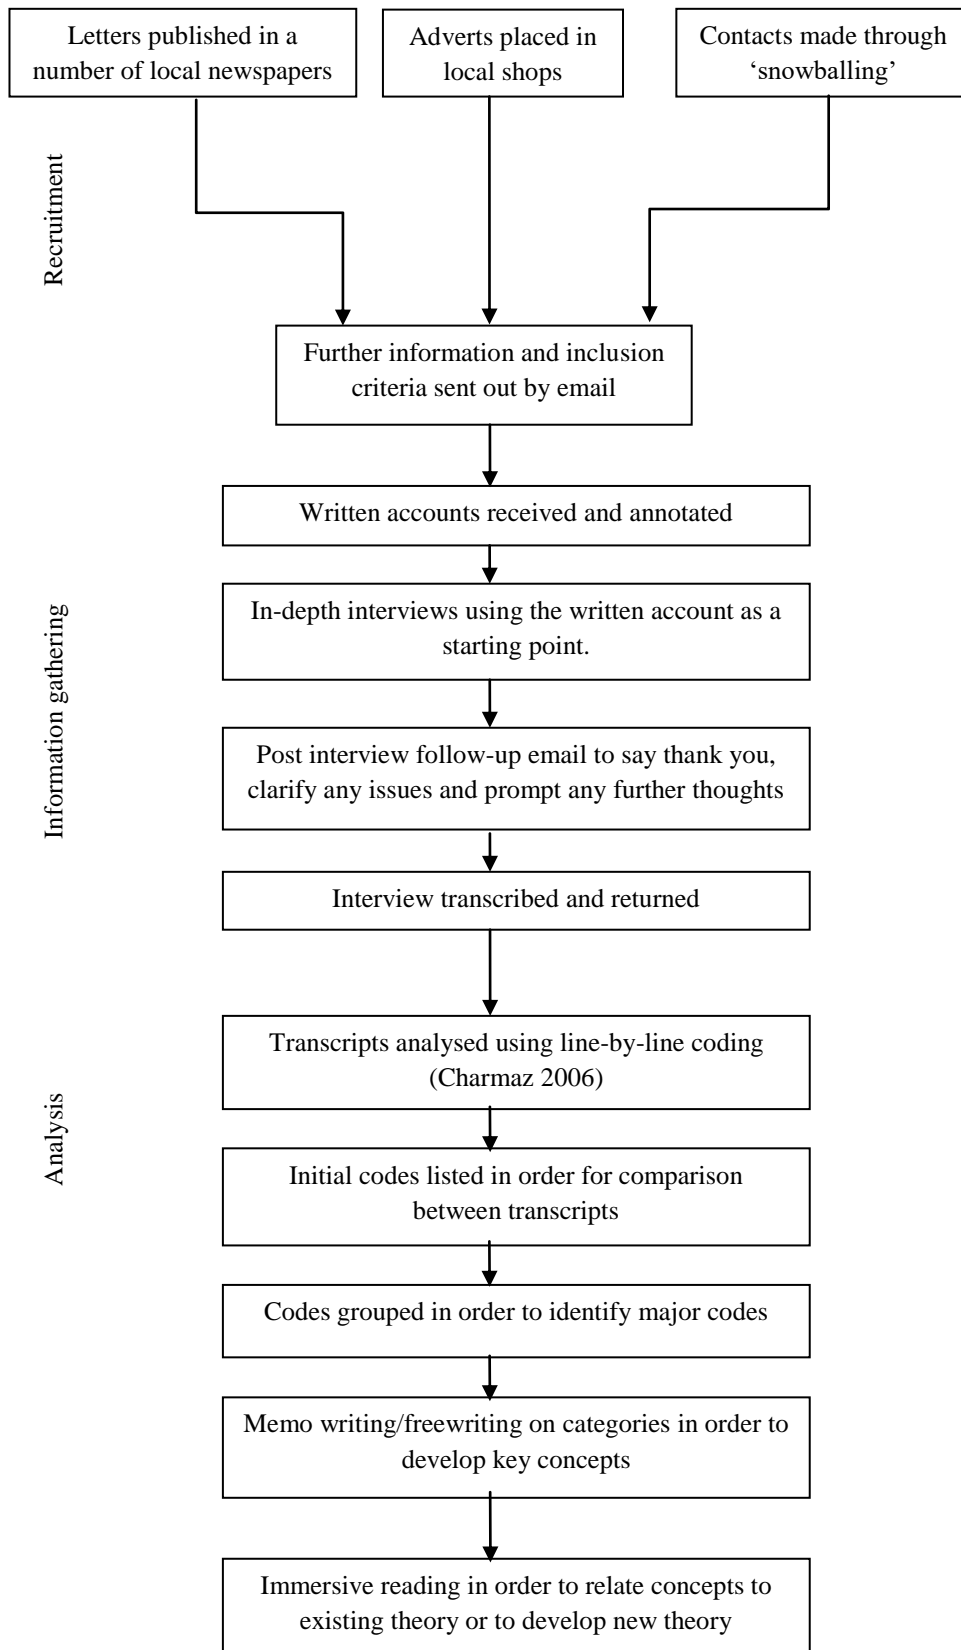 Letters published in a
number of local newspapers
Adverts placed in
local shops
Contacts made through
‘snowballing’
Recruitment
Further information and inclusion
criteria sent out by email
Written accounts received and annotated
Information gathering
In-depth interviews using the written account as a
starting point.
Post interview follow-up email to say thank you,
clarify any issues and prompt any further thoughts
Interview transcribed and returned
Analysis
Transcripts analysed using line-by-line coding
(Charmaz 2006)
Initial codes listed in order for comparison
between transcripts
Codes grouped in order to identify major codes
Memo writing/freewriting on categories in order to
develop key concepts
Immersive reading in order to relate concepts to
existing theory or to develop new theory